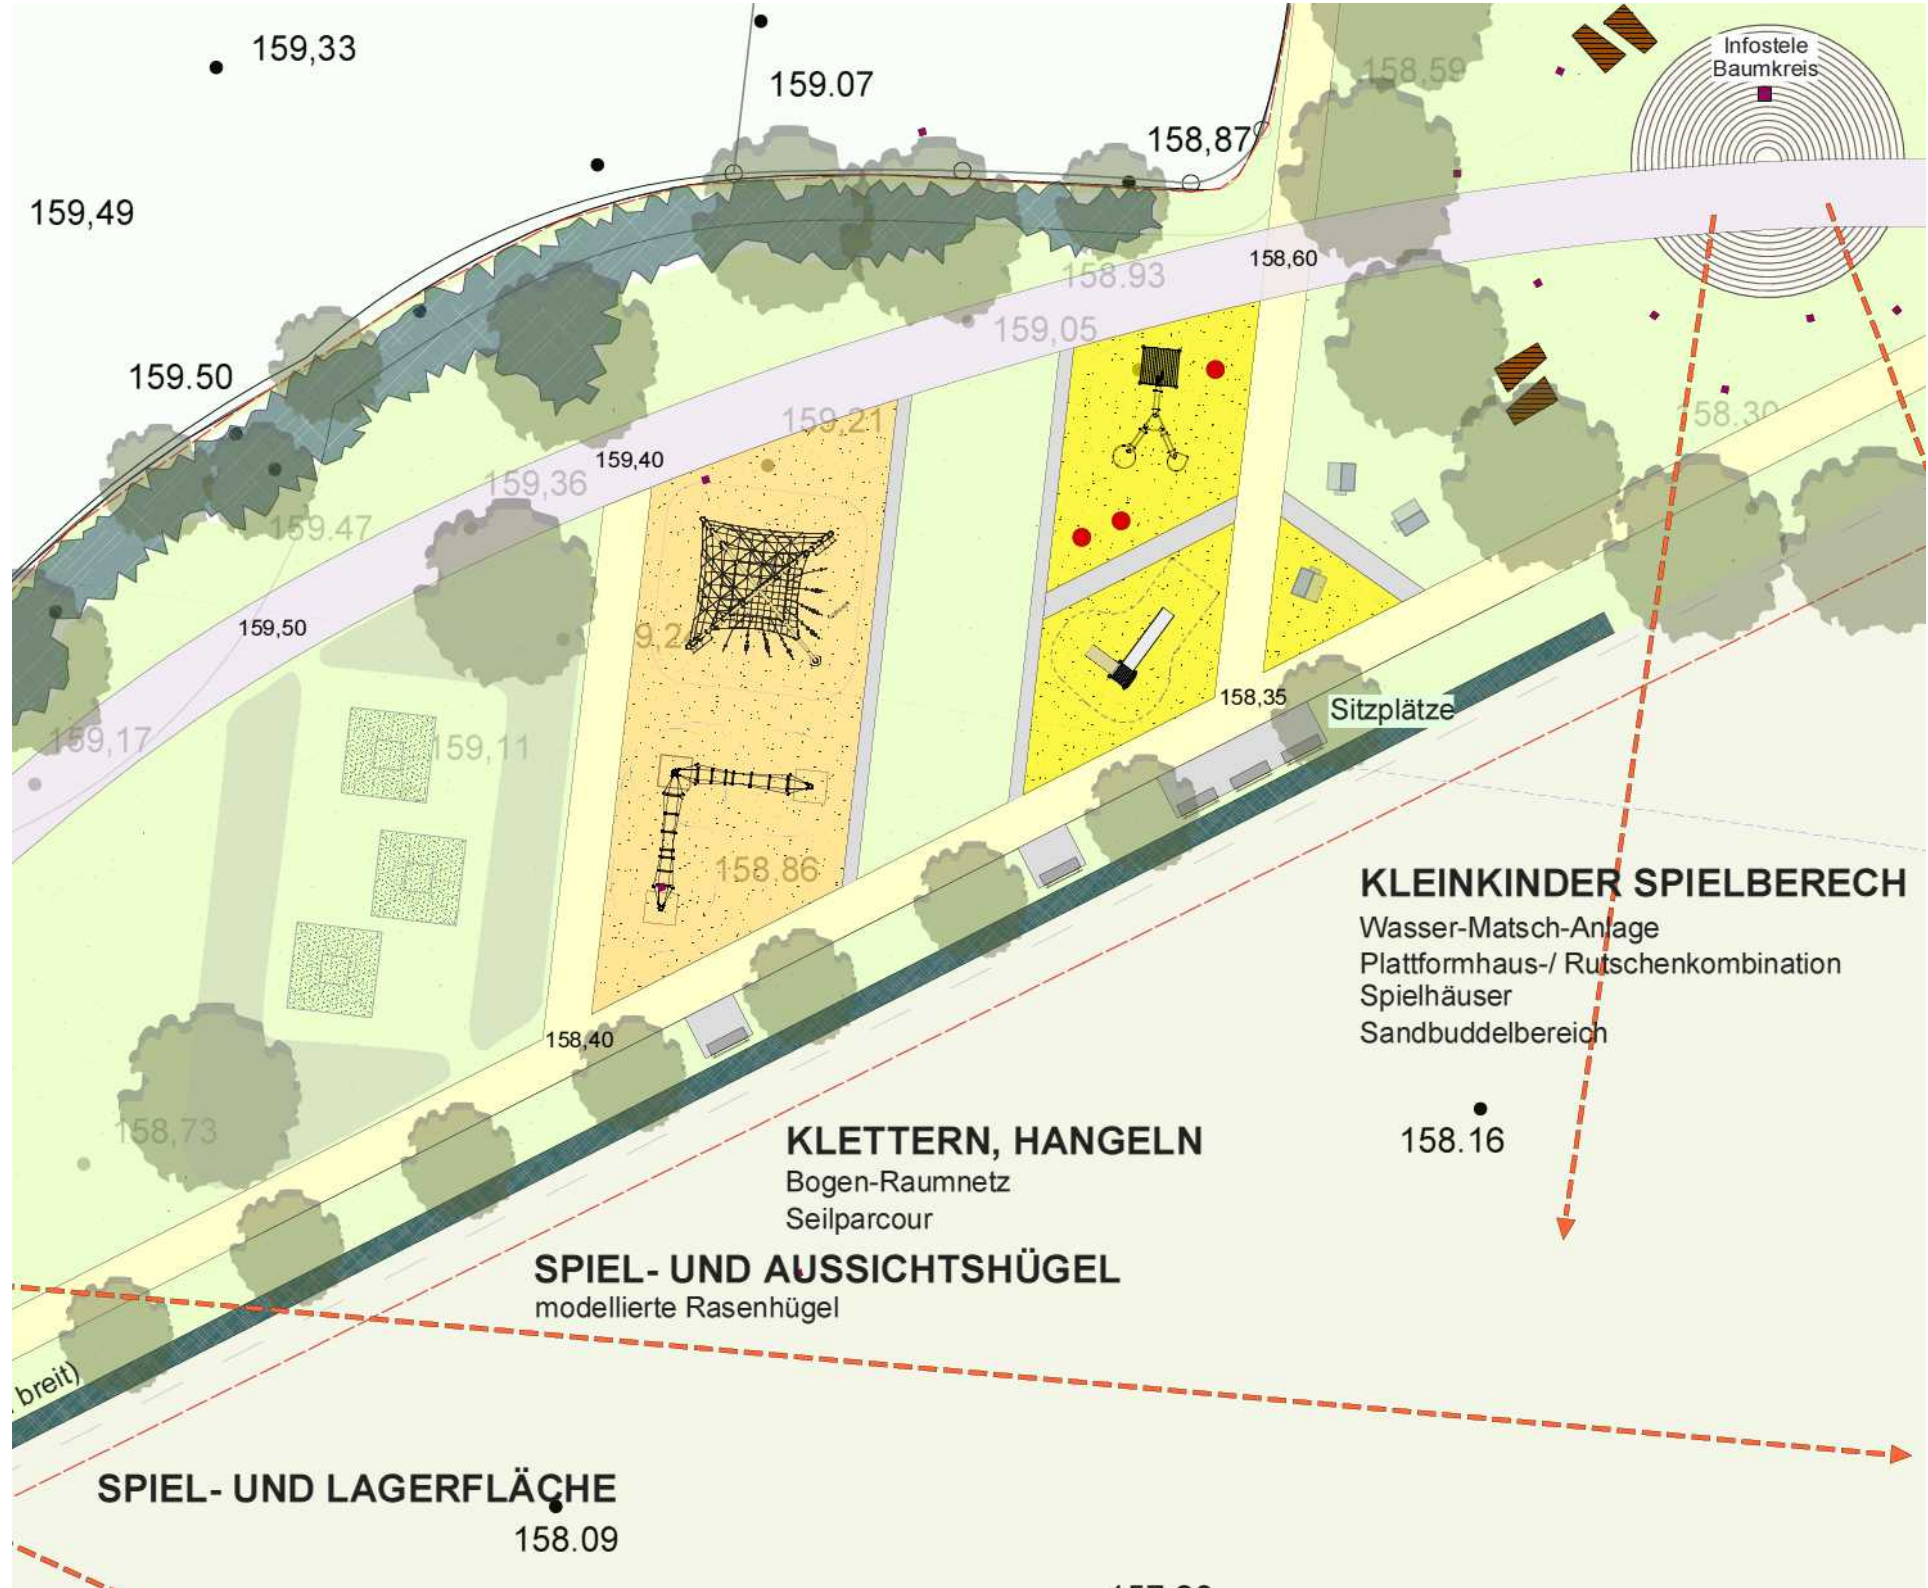 159,33
159.07
Infostele
Baumkreis
158,59
158,87
159,49
158,60
158.93
159,05
159.50
159,21
158.30
159,40
159,36
159.47
159,50
158,35
Sitzplätze
159,17
159,11
158.86
KLEINKINDER SPIELBERECH
Wasser-Matsch-Anlage
Plattformhaus-/ Rutschenkombination
Spielhäuser
Sandbuddelbereich
158,40
158,73
158.16
KLETTERN, HANGELN
Bogen-Raumnetz
Seilparcour
SPIEL- UND AUSSICHTSHÜGEL
modellierte Rasenhügel
breit)
SPIEL- UND LAGERFLÄCHE
158.09